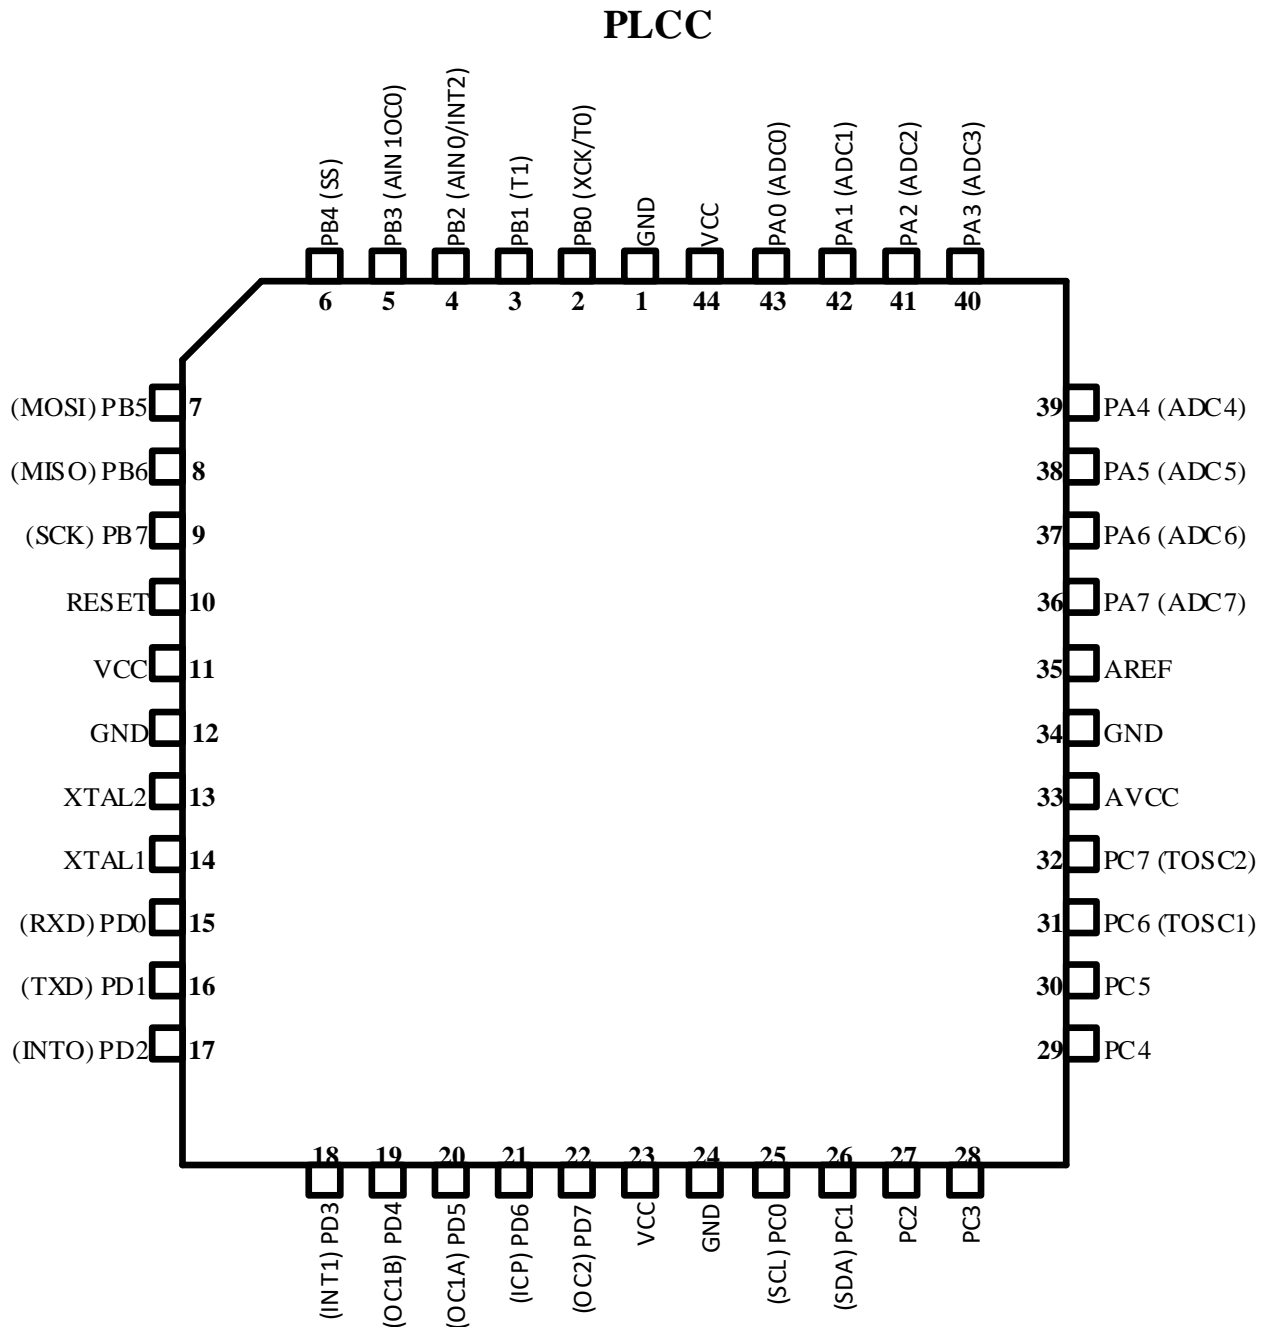 PLCC
PB4 (SS)
PB3 (AIN1OC0)
PB2 (AIN0/INT2)
PB1 (T1)
PB0 (XCK/T0)
GND
VCC
PA0 (ADC0)
PA1 (ADC1)
PA2 (ADC2)
PA3 (ADC3)
6 5 4 3 2 1 44 43 42 41 40
(MOSI) PB5 7
39 PA4 (ADC4)
(MISO) PB6 8
38 PA5 (ADC5)
(SCK) PB7 9
37 PA6 (ADC6)
RESET 10
36 PA7 (ADC7)
VCC 11
35 AREF
GND 12
34 GND
XTAL2 13
33 AVCC
XTAL1 14
32 PC7 (TOSC2)
(RXD) PD0 15
31 PC6 (TOSC1)
(TXD) PD1 16
30 PC5
(INTO) PD2 17
29 PC4
18 19 20 21 22 23 24 25 26 27 28
(INT1) PD3
(OC1B) PD4
(OC1A) PD5
(ICP) PD6
(OC2) PD7
VCC
GND
(SCL) PC0
(SDA) PC1
PC2
PC3